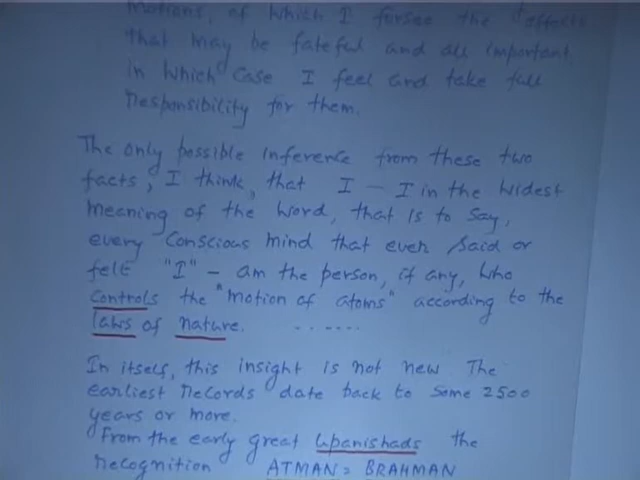 motions, of which I forsee the effects
that may be fateful and all important
in which case I feel and take full
Responsibility for them.
The only possible inference from these two
facts, I think, that I - I in the widest
meaning of the word, that is to say,
every conscious mind that ever said or
felt "I" - am the person, if any, who
controls the "motion of atoms" according to the
laws of nature. ......
In itself, this insight is not new. The
earliest Records date back to some 2500
years or more.
From the early great Upanishads the
Recognition ATMAN = BRAHMAN